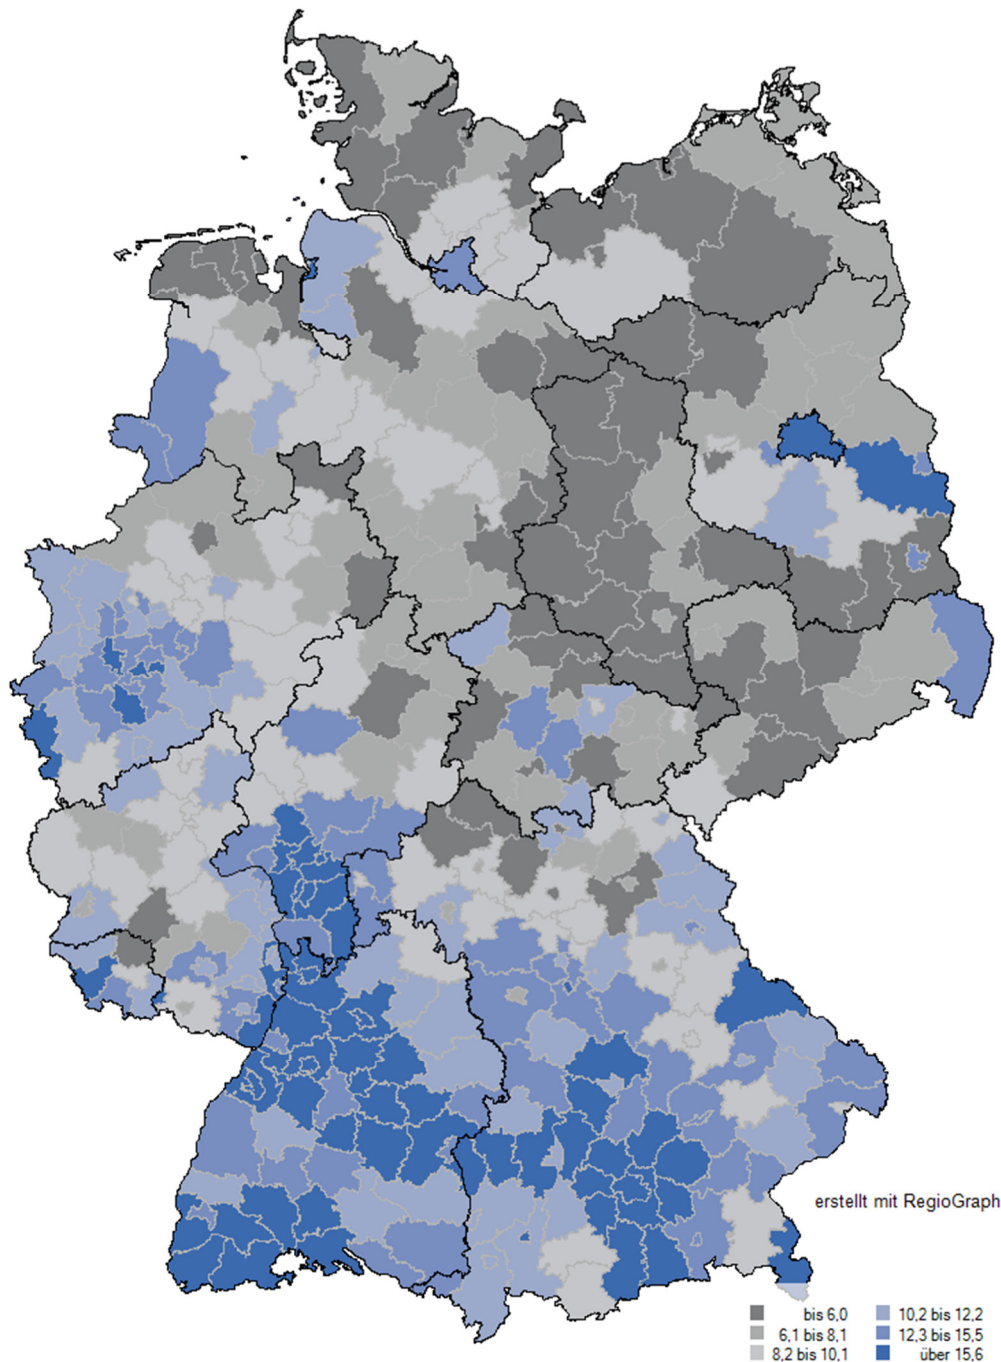 erstellt mit RegioGraph
bis 6,0
6,1 bis 8,1
8,2 bis 10,1
10,2 bis 12,2
12,3 bis 15,5
über 15,6